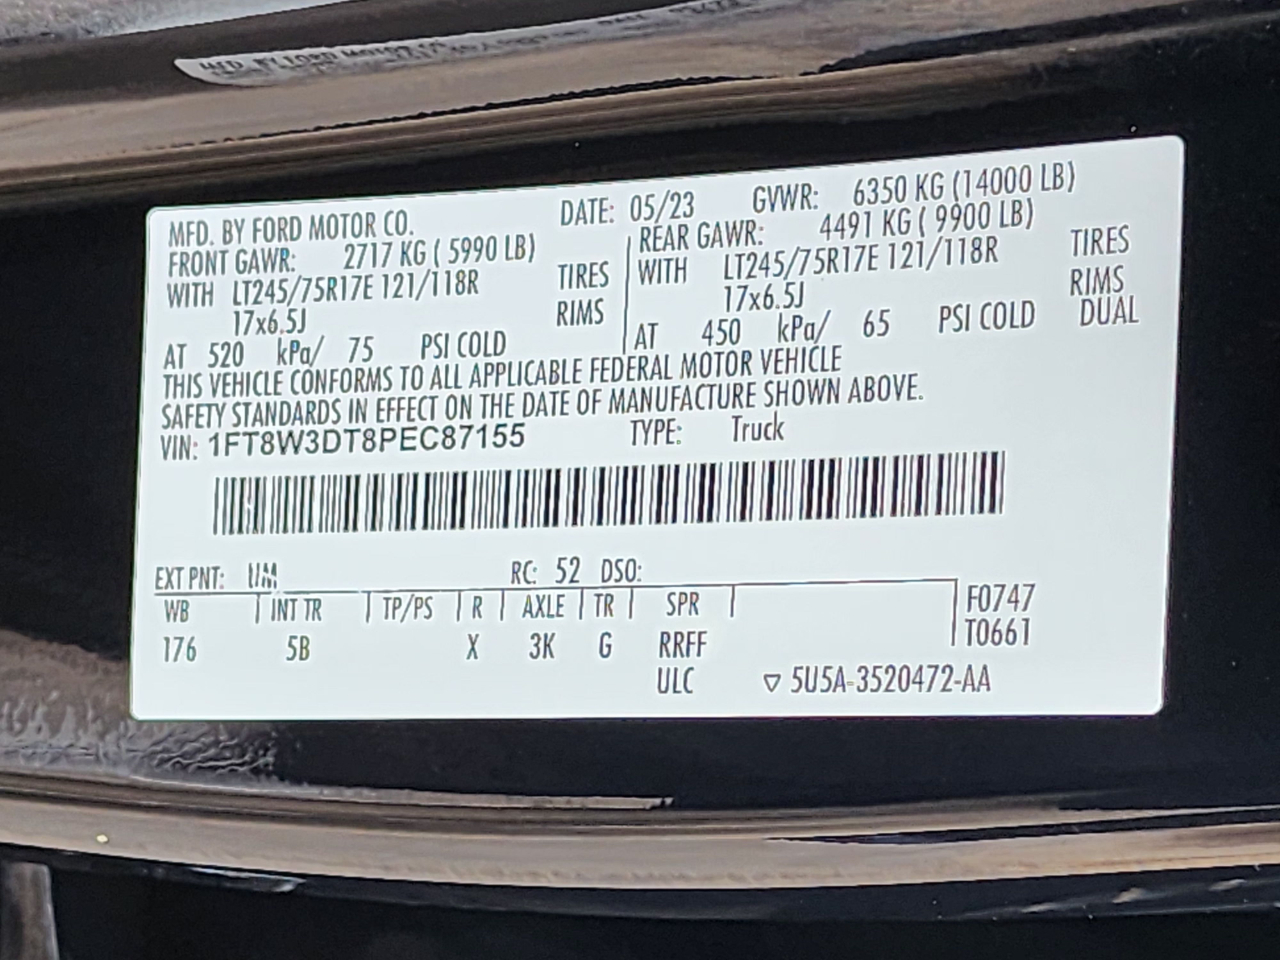 MFD. BY FORD MOTOR CO. DATE: 05/23 GVWR: 6350 KG (14000 LB)
FRONT GAWR: 2717 KG ( 5990 LB) REAR GAWR: 4491 KG ( 9900 LB)
WITH LT245/75R17E 121/118R TIRES WITH LT245/75R17E 121/118R TIRES
17x6.5J RIMS 17x6.5J RIMS
AT 520 kPa/ 75 PSI COLD AT 450 kPa/ 65 PSI COLD DUAL
THIS VEHICLE CONFORMS TO ALL APPLICABLE FEDERAL MOTOR VEHICLE
SAFETY STANDARDS IN EFFECT ON THE DATE OF MANUFACTURE SHOWN ABOVE.
VIN: 1FT8W3DT8PEC87155 TYPE: Truck
EXT PNT: UM RC: 52 DSO:
WB INT TR TP/PS R AXLE TR SPR F0747
176 5B X 3K G RRFF T0661
ULC ▽ 5U5A-3520472-AA